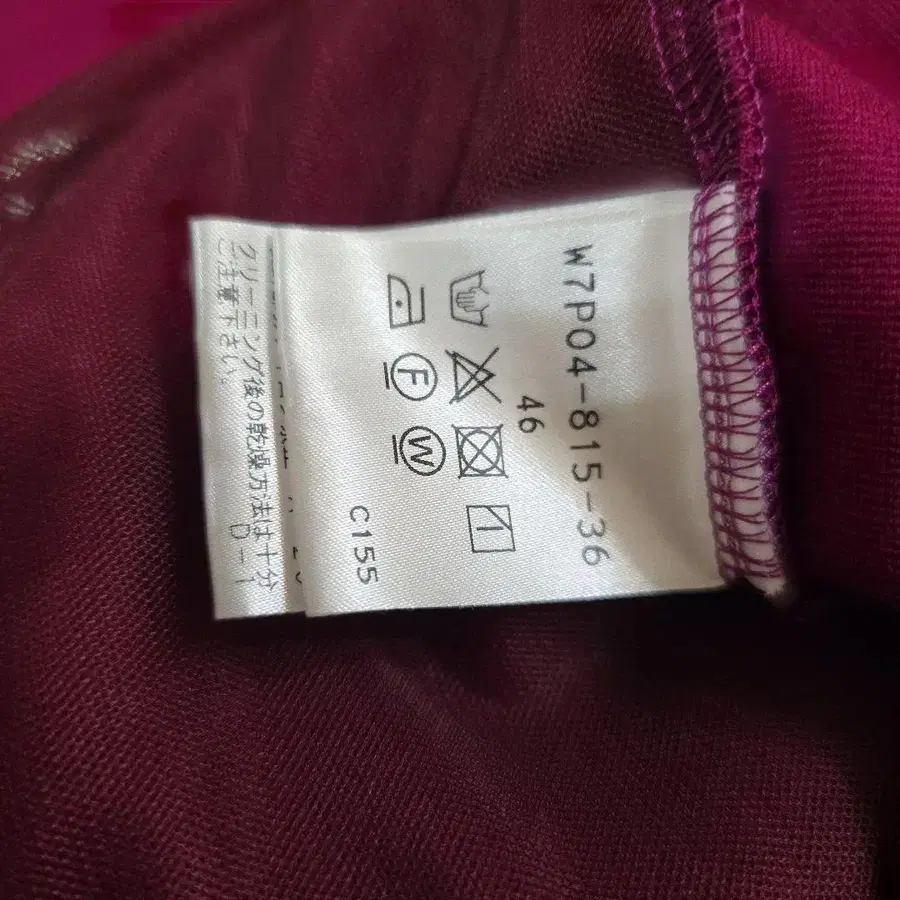 W7P04-815-36
46
F
W
C155
クリーニング後の乾燥方法は十分
ご注意下さい。
D-1